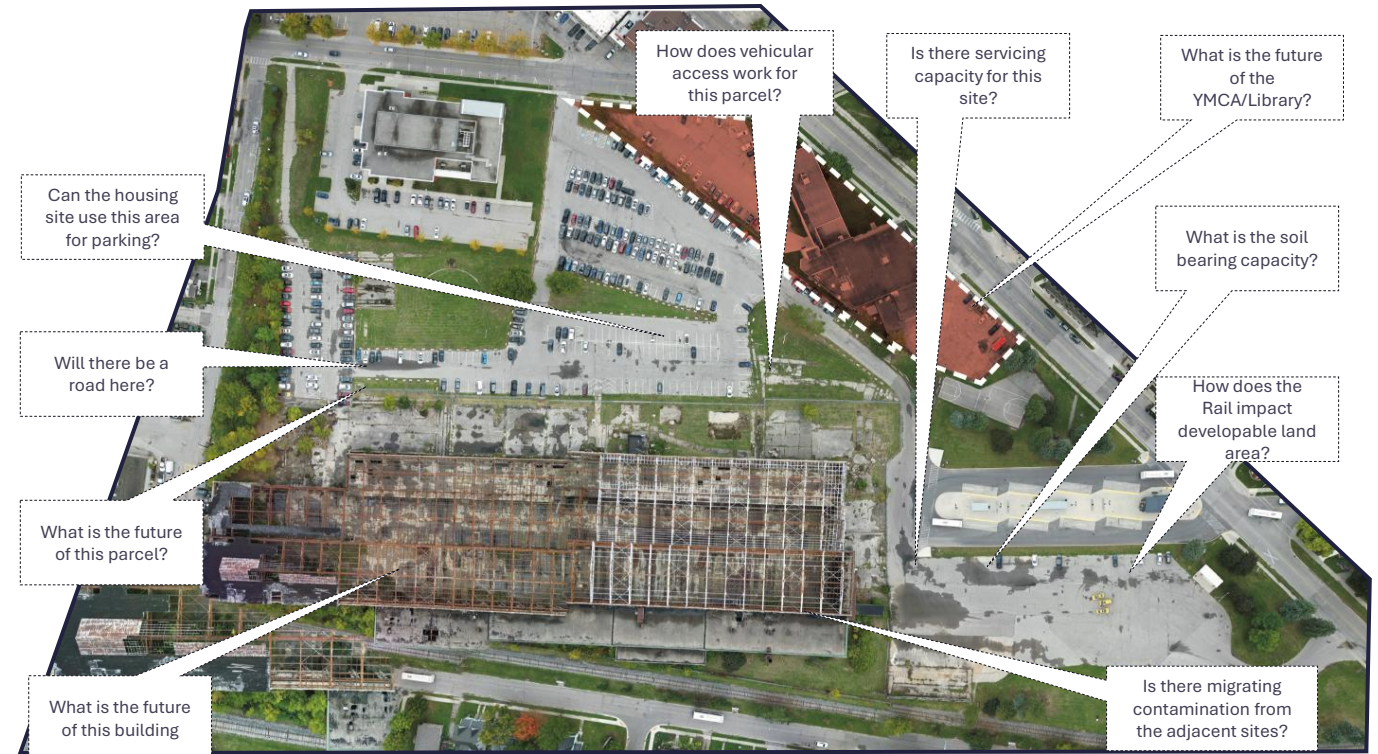 How does vehicular
access work for
this parcel?
Is there servicing
capacity for this
site?
What is the future
of the
YMCA/Library?
Can the housing
site use this area
for parking?
What is the soil
bearing capacity?
Will there be a
road here?
How does the
Rail impact
developable land
area?
What is the future
of this parcel?
What is the future
of this building
Is there migrating
contamination from
the adjacent sites?